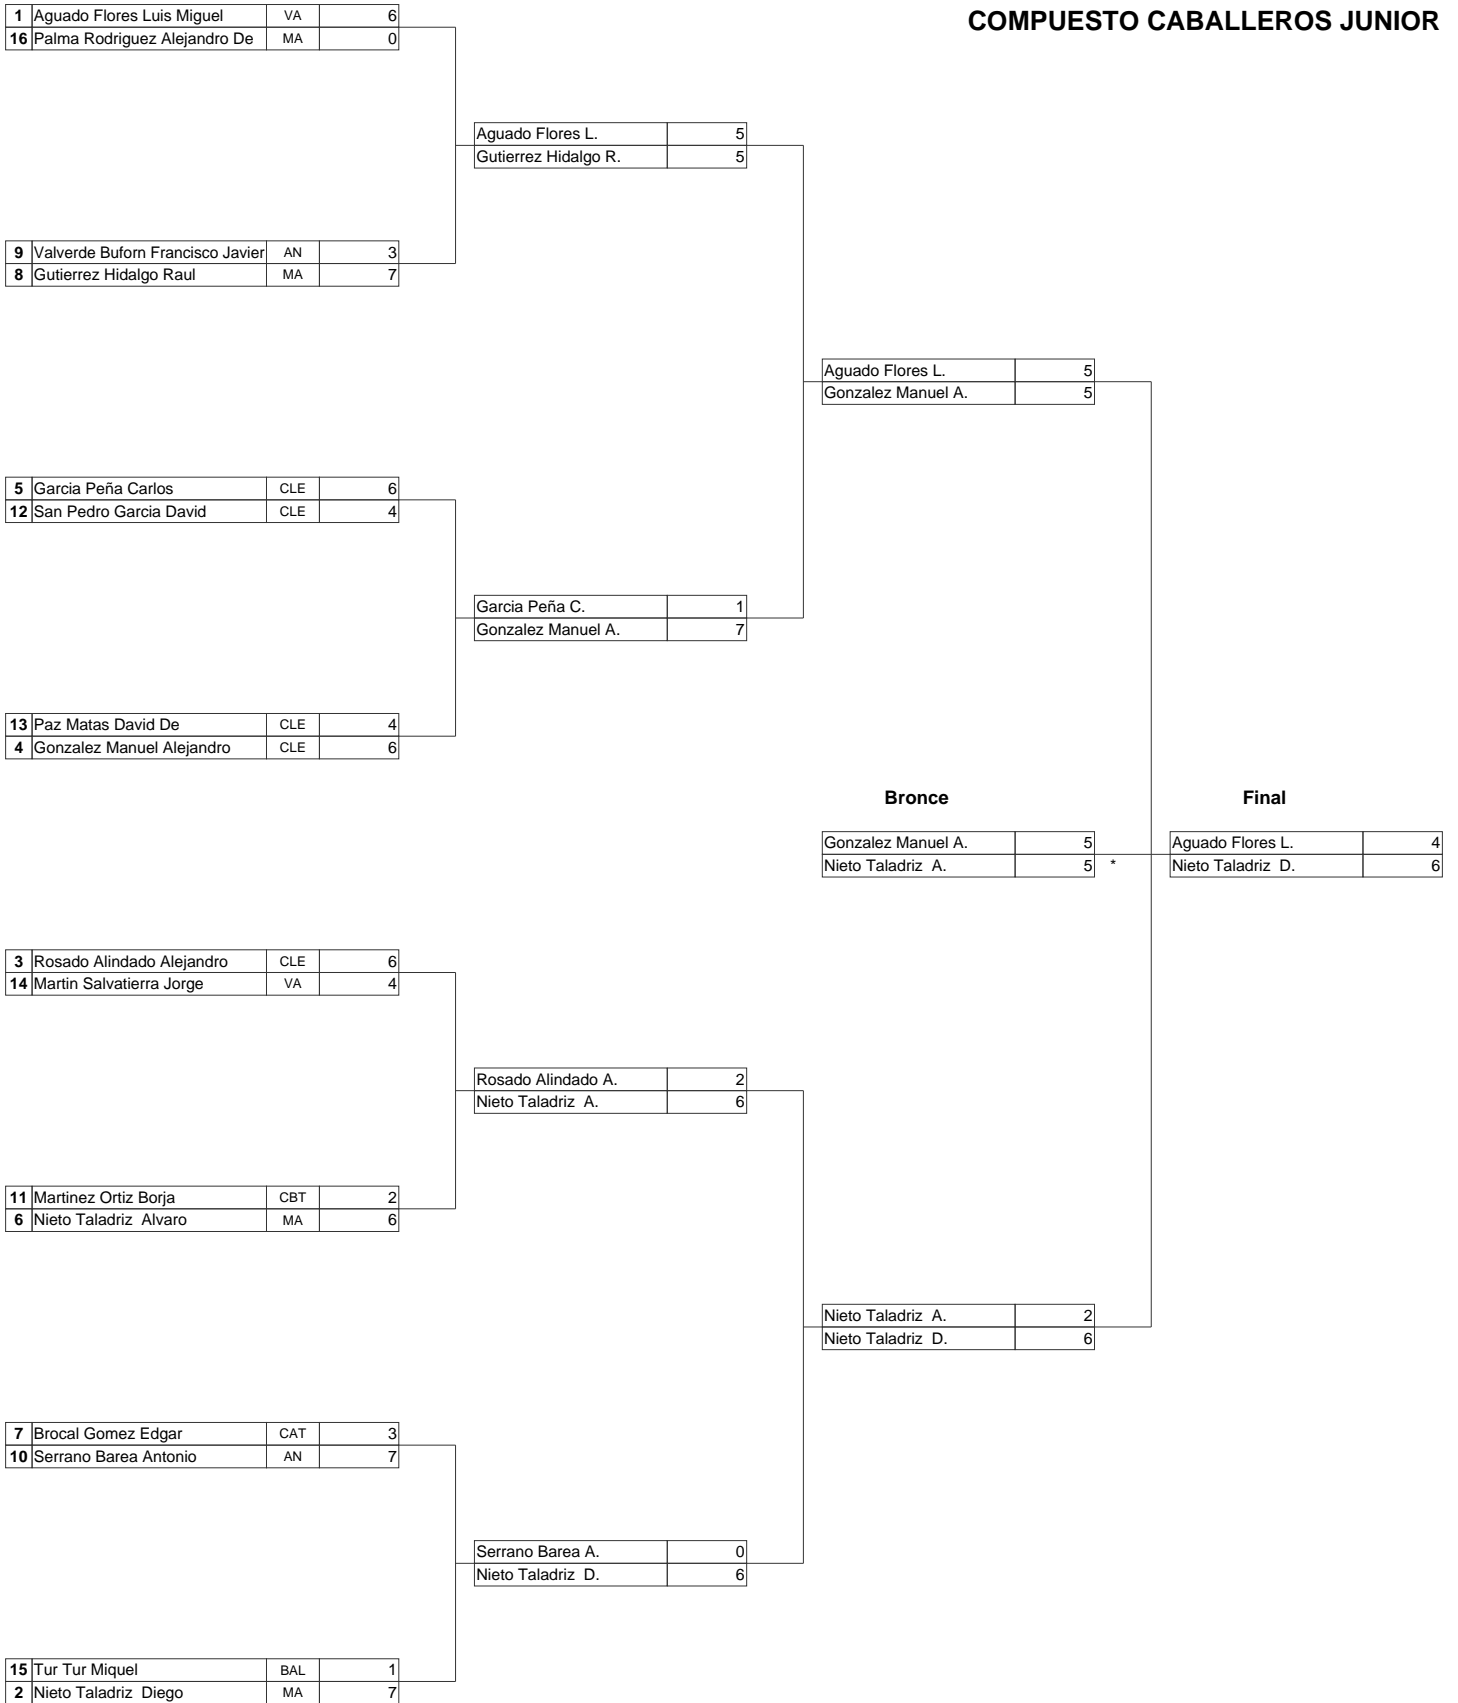 COMPUESTO CABALLEROS JUNIOR
1 Aguado Flores Luis Miguel VA 6
16 Palma Rodriguez Alejandro De MA 0
Aguado Flores L. 5
Gutierrez Hidalgo R. 5
9 Valverde Buforn Francisco Javier AN 3
8 Gutierrez Hidalgo Raul MA 7
Aguado Flores L. 5
Gonzalez Manuel A. 5
5 Garcia Peña Carlos CLE 6
12 San Pedro Garcia David CLE 4
Garcia Peña C. 1
Gonzalez Manuel A. 7
13 Paz Matas David De CLE 4
4 Gonzalez Manuel Alejandro CLE 6
Bronce Final
Gonzalez Manuel A. 5 Aguado Flores L. 4
Nieto Taladriz A. 5 * Nieto Taladriz D. 6
3 Rosado Alindado Alejandro CLE 6
14 Martin Salvatierra Jorge VA 4
Rosado Alindado A. 2
Nieto Taladriz A. 6
11 Martinez Ortiz Borja CBT 2
6 Nieto Taladriz Alvaro MA 6
Nieto Taladriz A. 2
Nieto Taladriz D. 6
7 Brocal Gomez Edgar CAT 3
10 Serrano Barea Antonio AN 7
Serrano Barea A. 0
Nieto Taladriz D. 6
15 Tur Tur Miquel BAL 1
2 Nieto Taladriz Diego MA 7